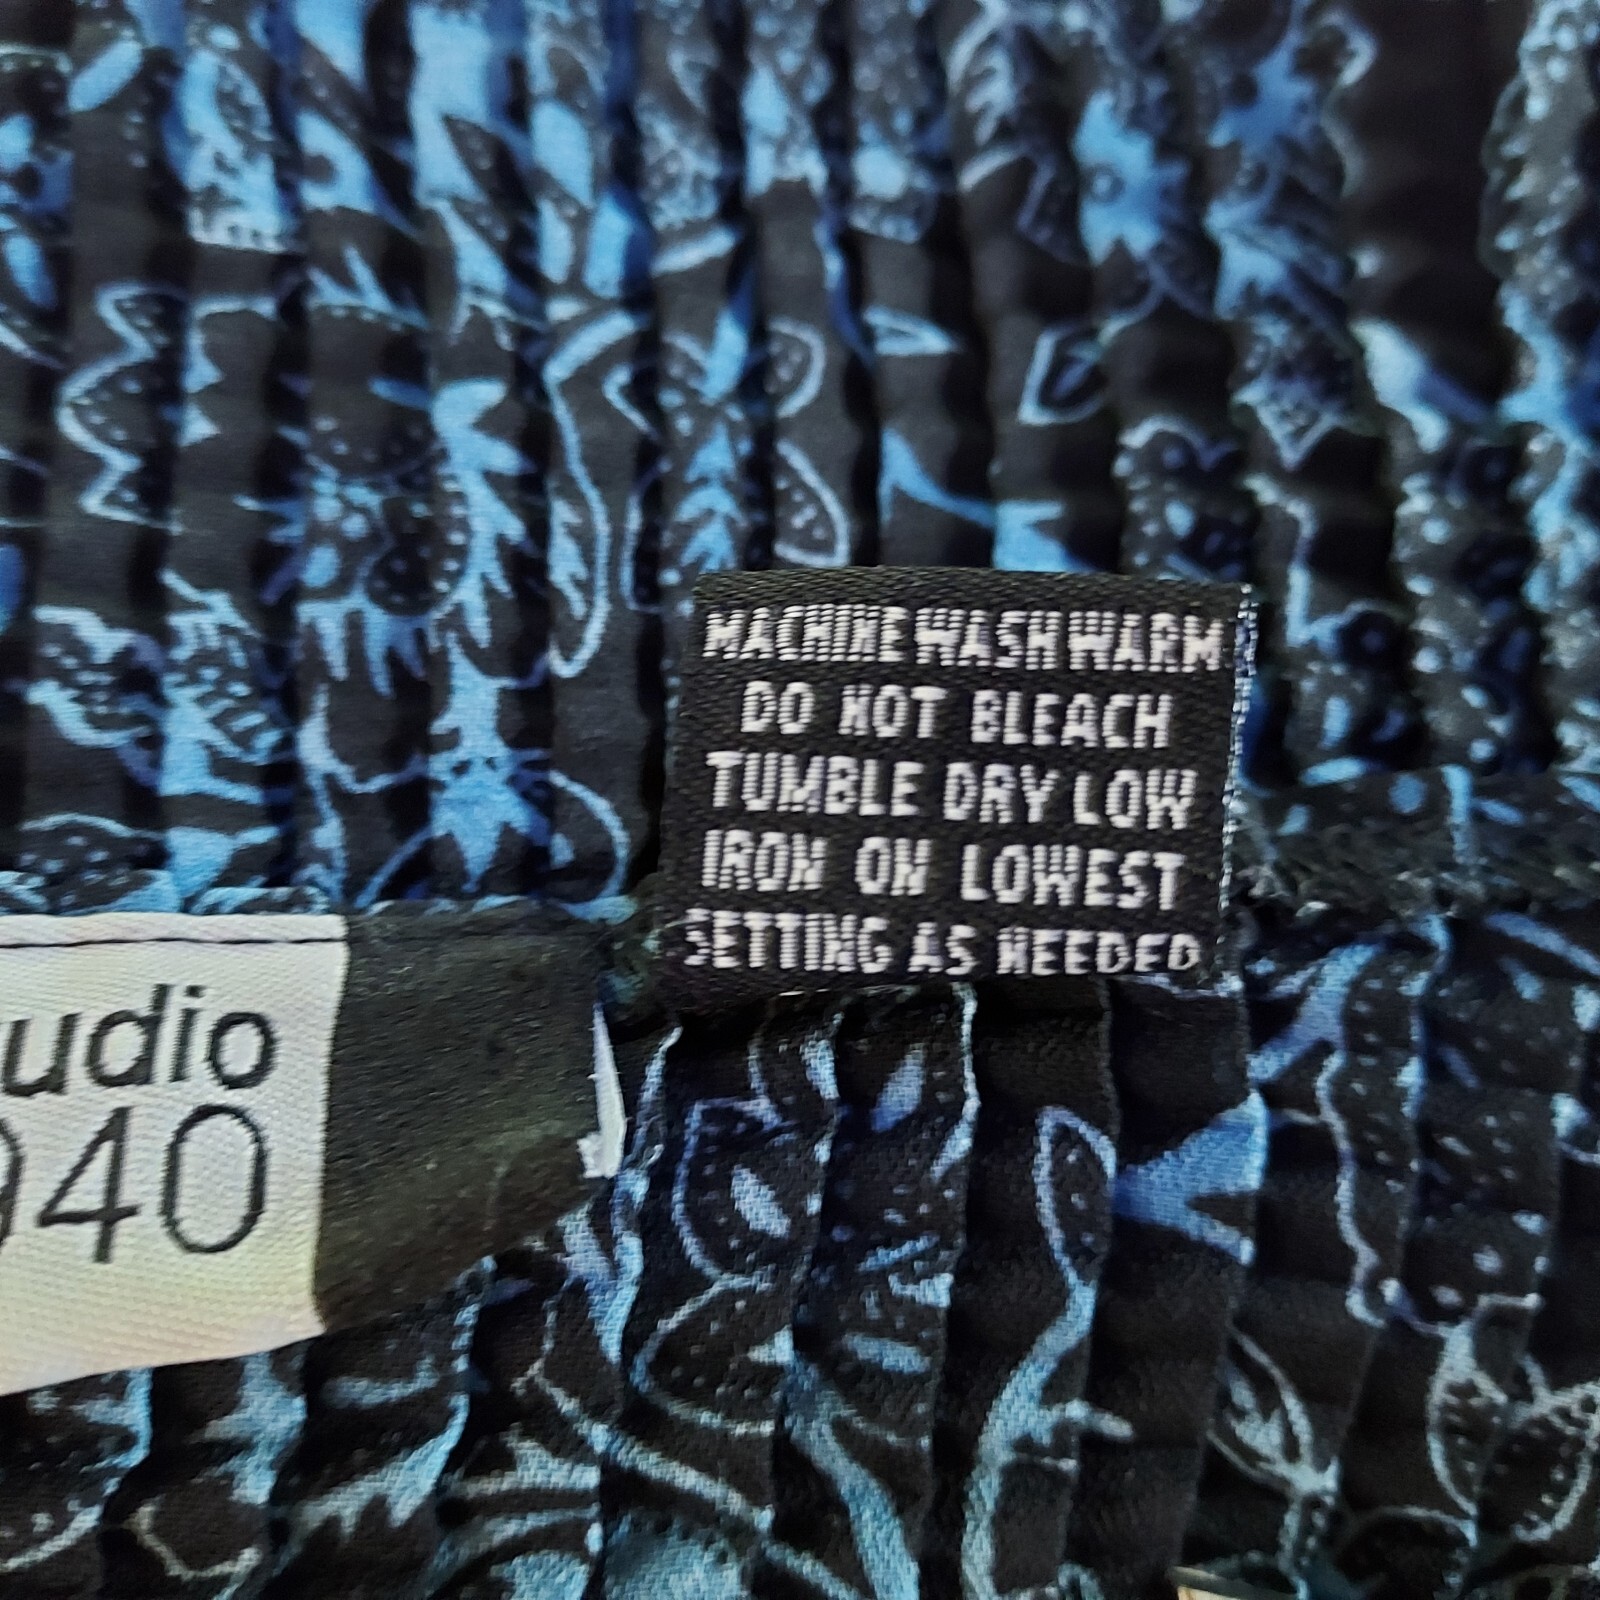 MACHINE WASH WARM
DO NOT BLEACH
TUMBLE DRY LOW
IRON ON LOWEST
SETTING AS NEEDED
udio
940